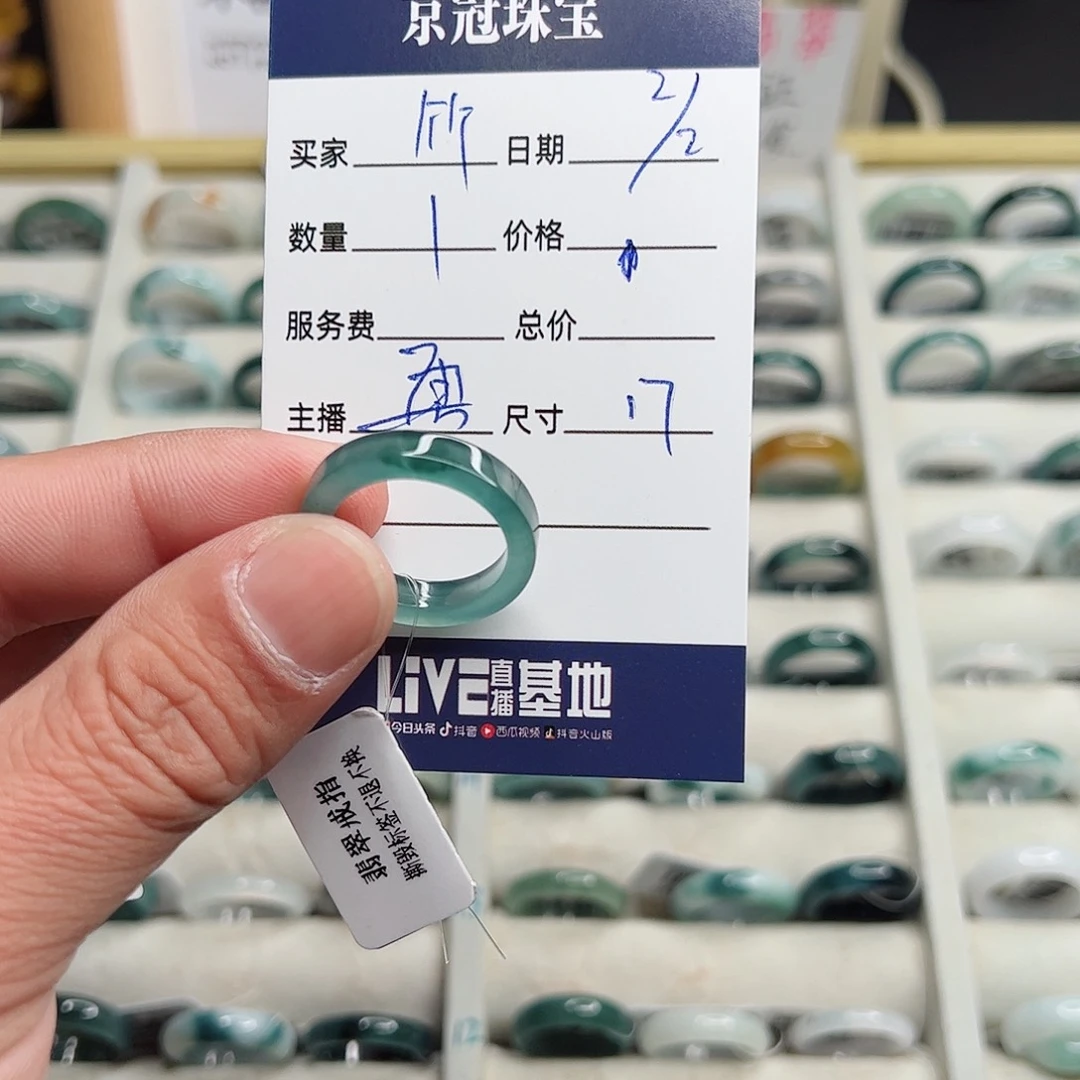 京冠珠宝
买家 日期 2/2
数量 1 价格
服务费 总价
主播 尺寸 17
LiVE直播基地
今日头条 抖音 西瓜视频 抖音火山版
翡翠扳指
撕毁标签不退不换